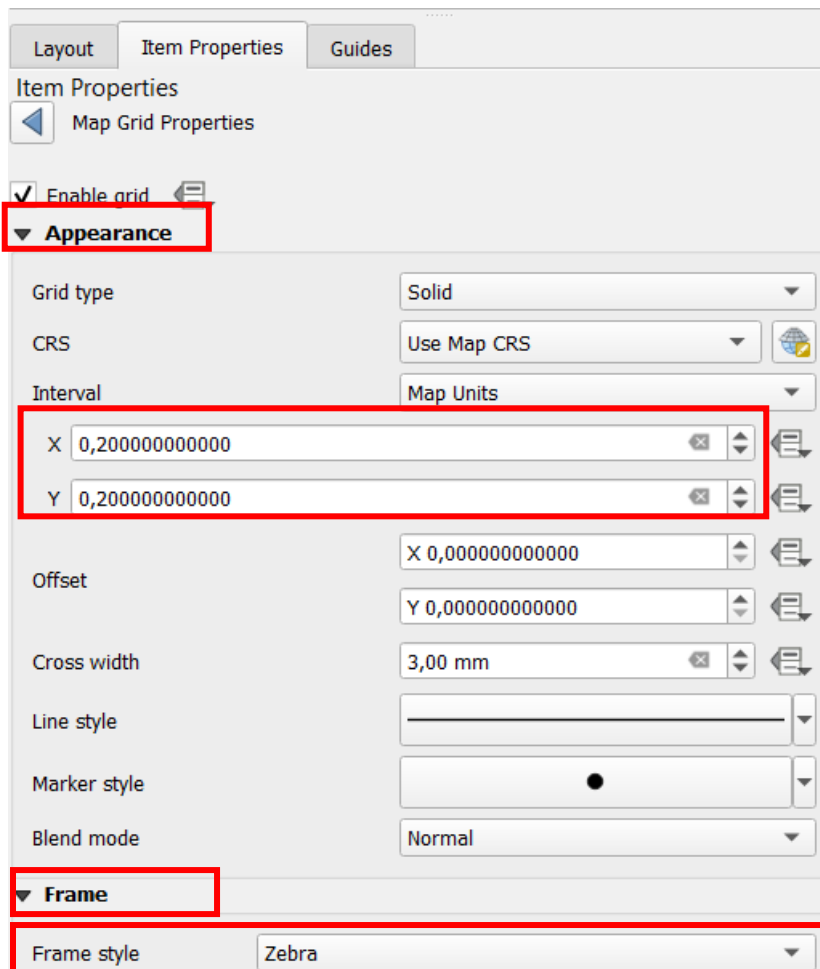 Layout Item Properties Guides
Item Properties
Map Grid Properties
Enable grid
Appearance
Grid type Solid
CRS Use Map CRS
Interval Map Units
X 0,200000000000
Y 0,200000000000
X 0,000000000000
Offset
Y 0,000000000000
Cross width 3,00 mm
Line style
Marker style
Blend mode Normal
Frame
Frame style Zebra